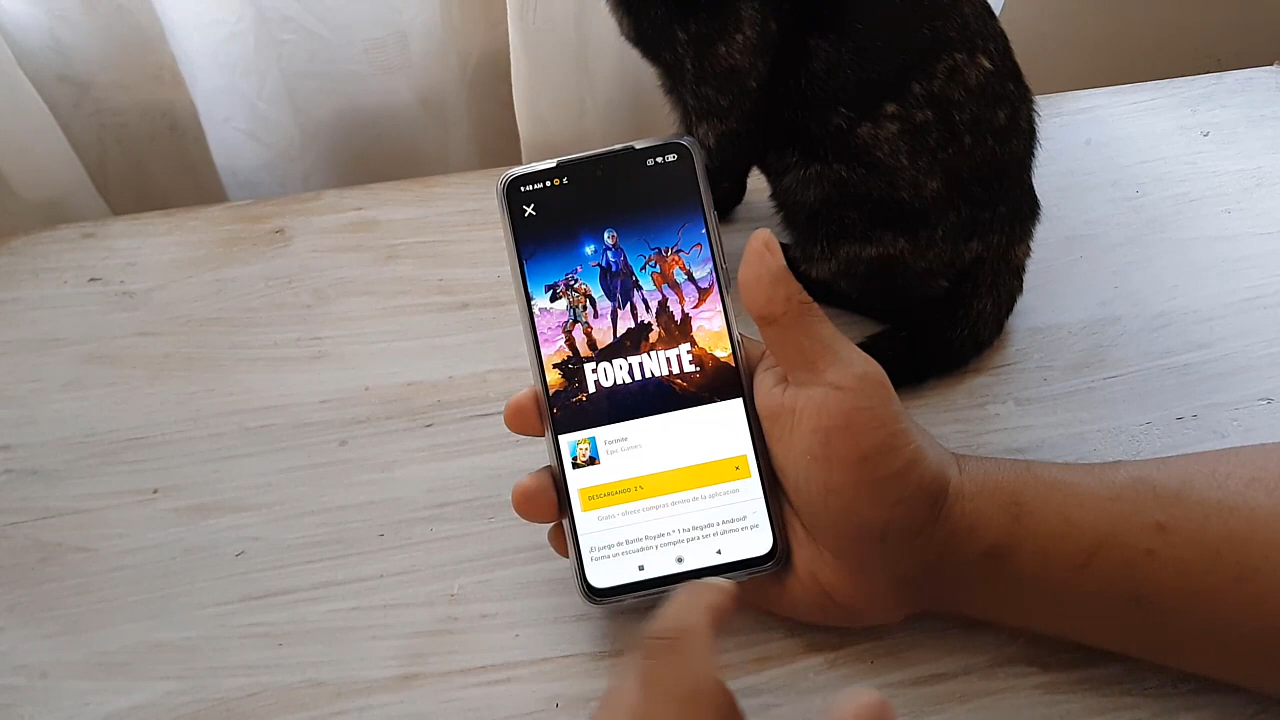 9:48 AM
FORTNITE
Fortnite
Epic Games
DESCARGANDO 2 %
Gratis • ofrece compras dentro de la aplicación
¡El juego de Battle Royale n.º 1 ha llegado a Android!
Forma un escuadrón y compite para ser el último en pie